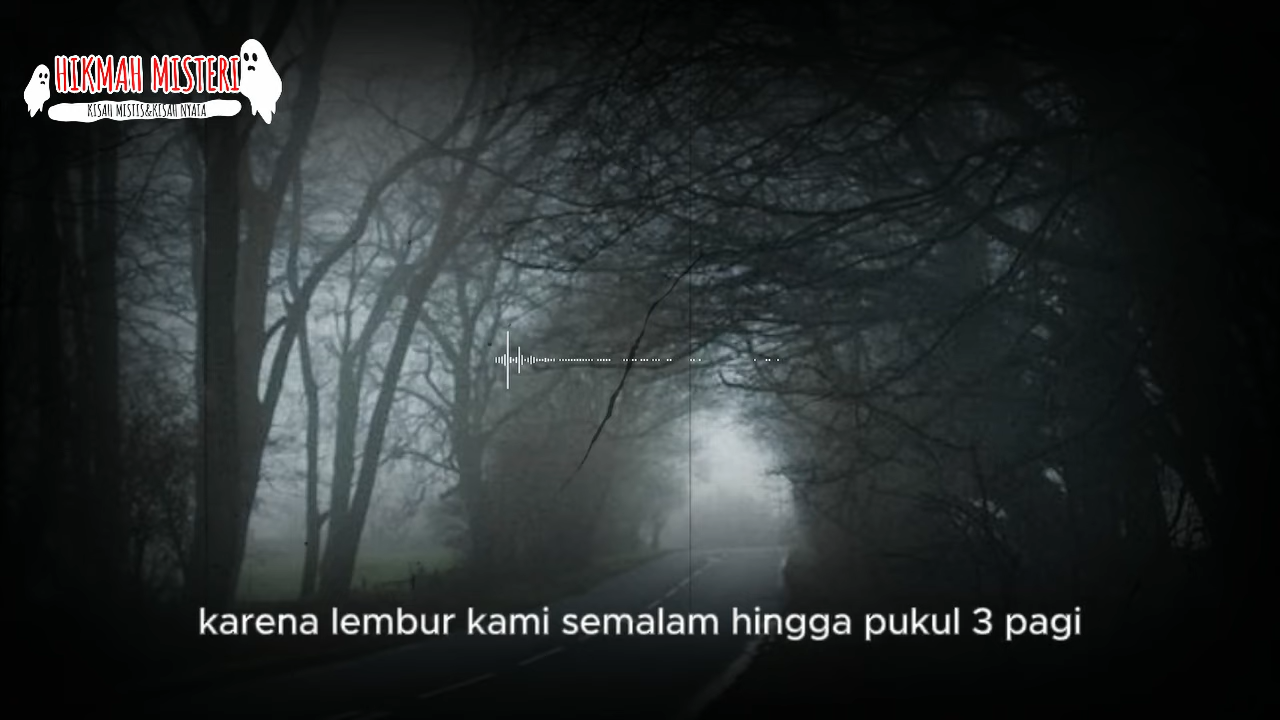 HIKMAH MISTERI
KISAH MISTIS&KISAH NYATA
karena lembur kami semalam hingga pukul 3 pagi